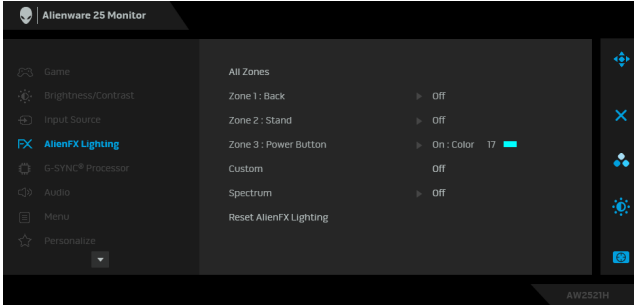 Alienware 25 Monitor
Game
Brightness/Contrast
Input Source
FX AlienFX Lighting
G-SYNC® Processor
Audio
Menu
Personalize
All Zones
Zone 1 : Back Off
Zone 2 : Stand Off
Zone 3 : Power Button On : Color 17
Custom Off
Spectrum Off
Reset AlienFX Lighting
AW2521H